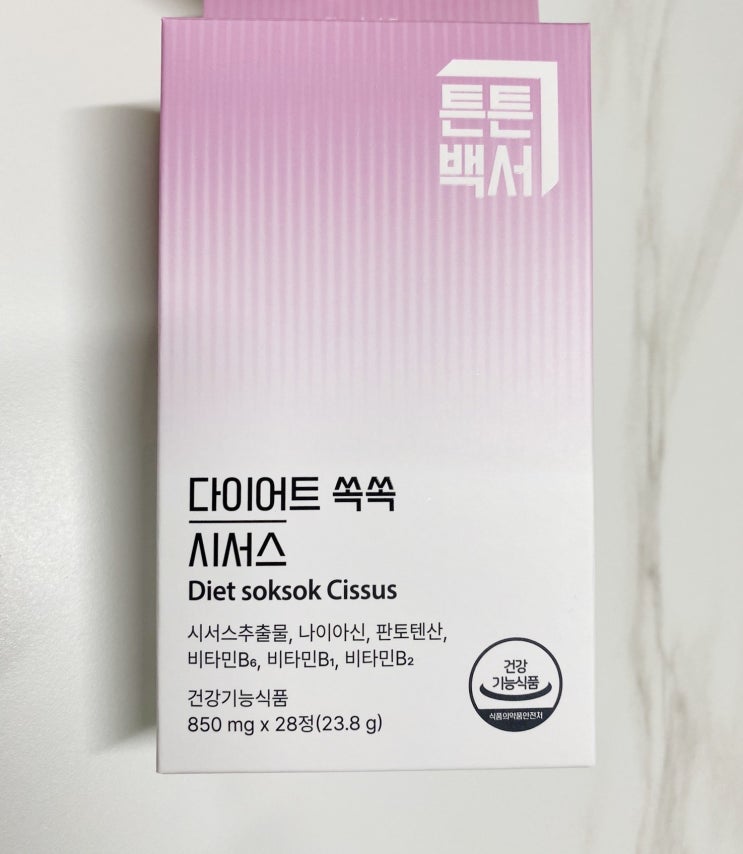 튼튼
백서
다이어트 쏙쏙
시서스
Diet soksok Cissus
시서스추출물, 나이아신, 판토텐산,
비타민B₆, 비타민B₁, 비타민B₂
건강기능식품
850 mg x 28정(23.8 g)
건강
기능식품
식품의약품안전처